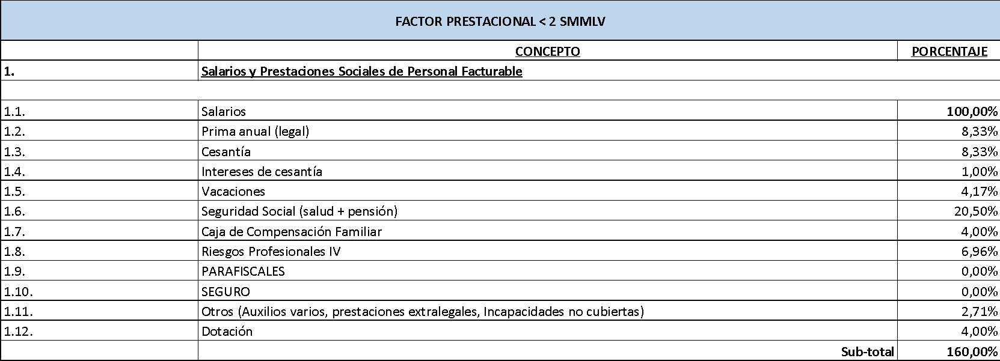 FACTOR PRESTACIONAL < 2 SMMLV
CONCEPTO PORCENTAJE
1. Salarios y Prestaciones Sociales de Personal Facturable
1.1. Salarios 100,00%
1.2. Prima anual (legal) 8,33%
1.3. Cesantía 8,33%
1.4. Intereses de cesantía 1,00%
1.5. Vacaciones 4,17%
1.6. Seguridad Social (salud + pensión) 20,50%
1.7. Caja de Compensación Familiar 4,00%
1.8. Riesgos Profesionales IV 6,96%
1.9. PARAFISCALES 0,00%
1.10. SEGURO 0,00%
1.11. Otros (Auxilios varios, prestaciones extralegales, Incapacidades no cubiertas) 2,71%
1.12. Dotación 4,00%
Sub-total 160,00%